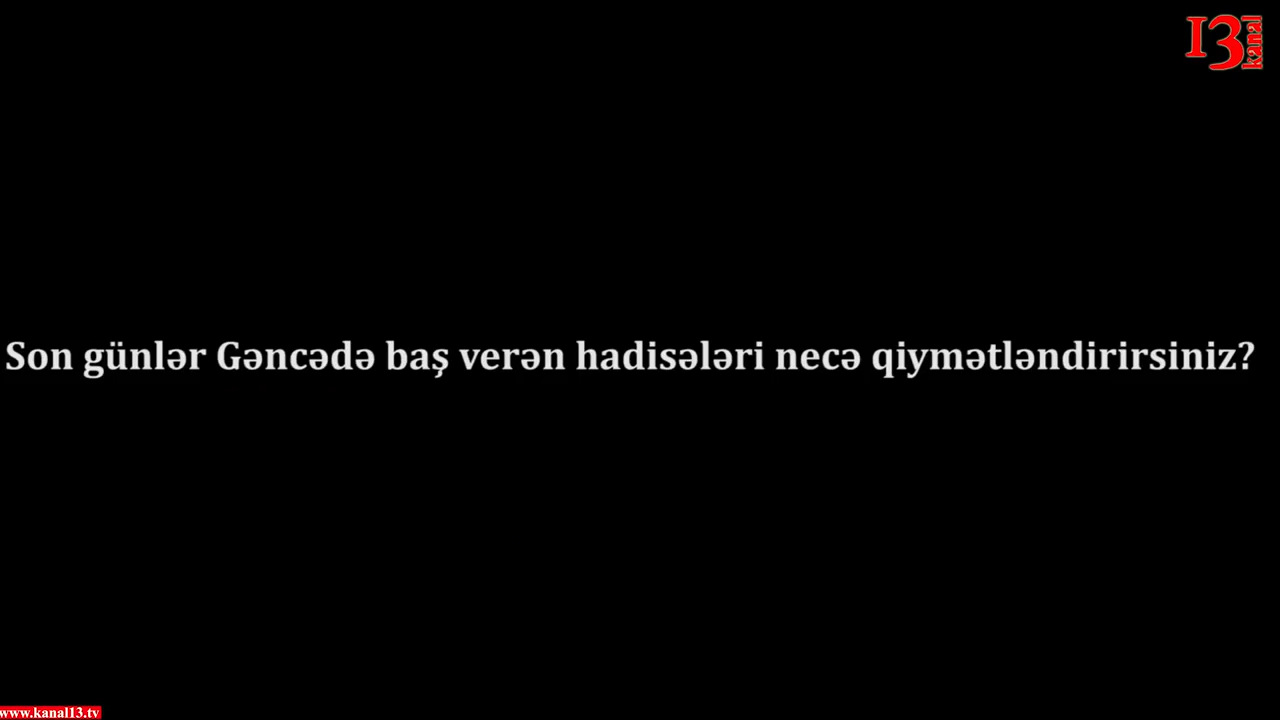 13 kanal
Son günlər Gəncədə baş verən hadisələri necə qiymətləndirirsiniz?
www.kanal13.tv